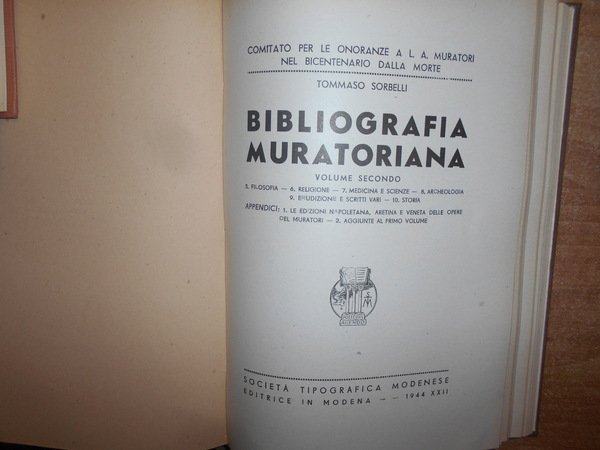 COMITATO PER LE ONORANZE A L. A. MURATORI
NEL BICENTENARIO DALLA MORTE
TOMMASO SORBELLI
BIBLIOGRAFIA
MURATORIANA
VOLUME SECONDO
5. FILOSOFIA — 6. RELIGIONE — 7. MEDICINA E SCIENZE — 8. ARCHEOLOGIA
9. ERUDIZIONE E SCRITTI VARI — 10. STORIA
APPENDICI: 1. LE EDIZIONI NAPOLETANA, ARETINA E VENETA DELLE OPERE
DEL MURATORI — 2. AGGIUNTE AL PRIMO VOLUME
SOCIETÀ TIPOGRAFICA MODENESE
EDITRICE IN MODENA — — 1944 XXII